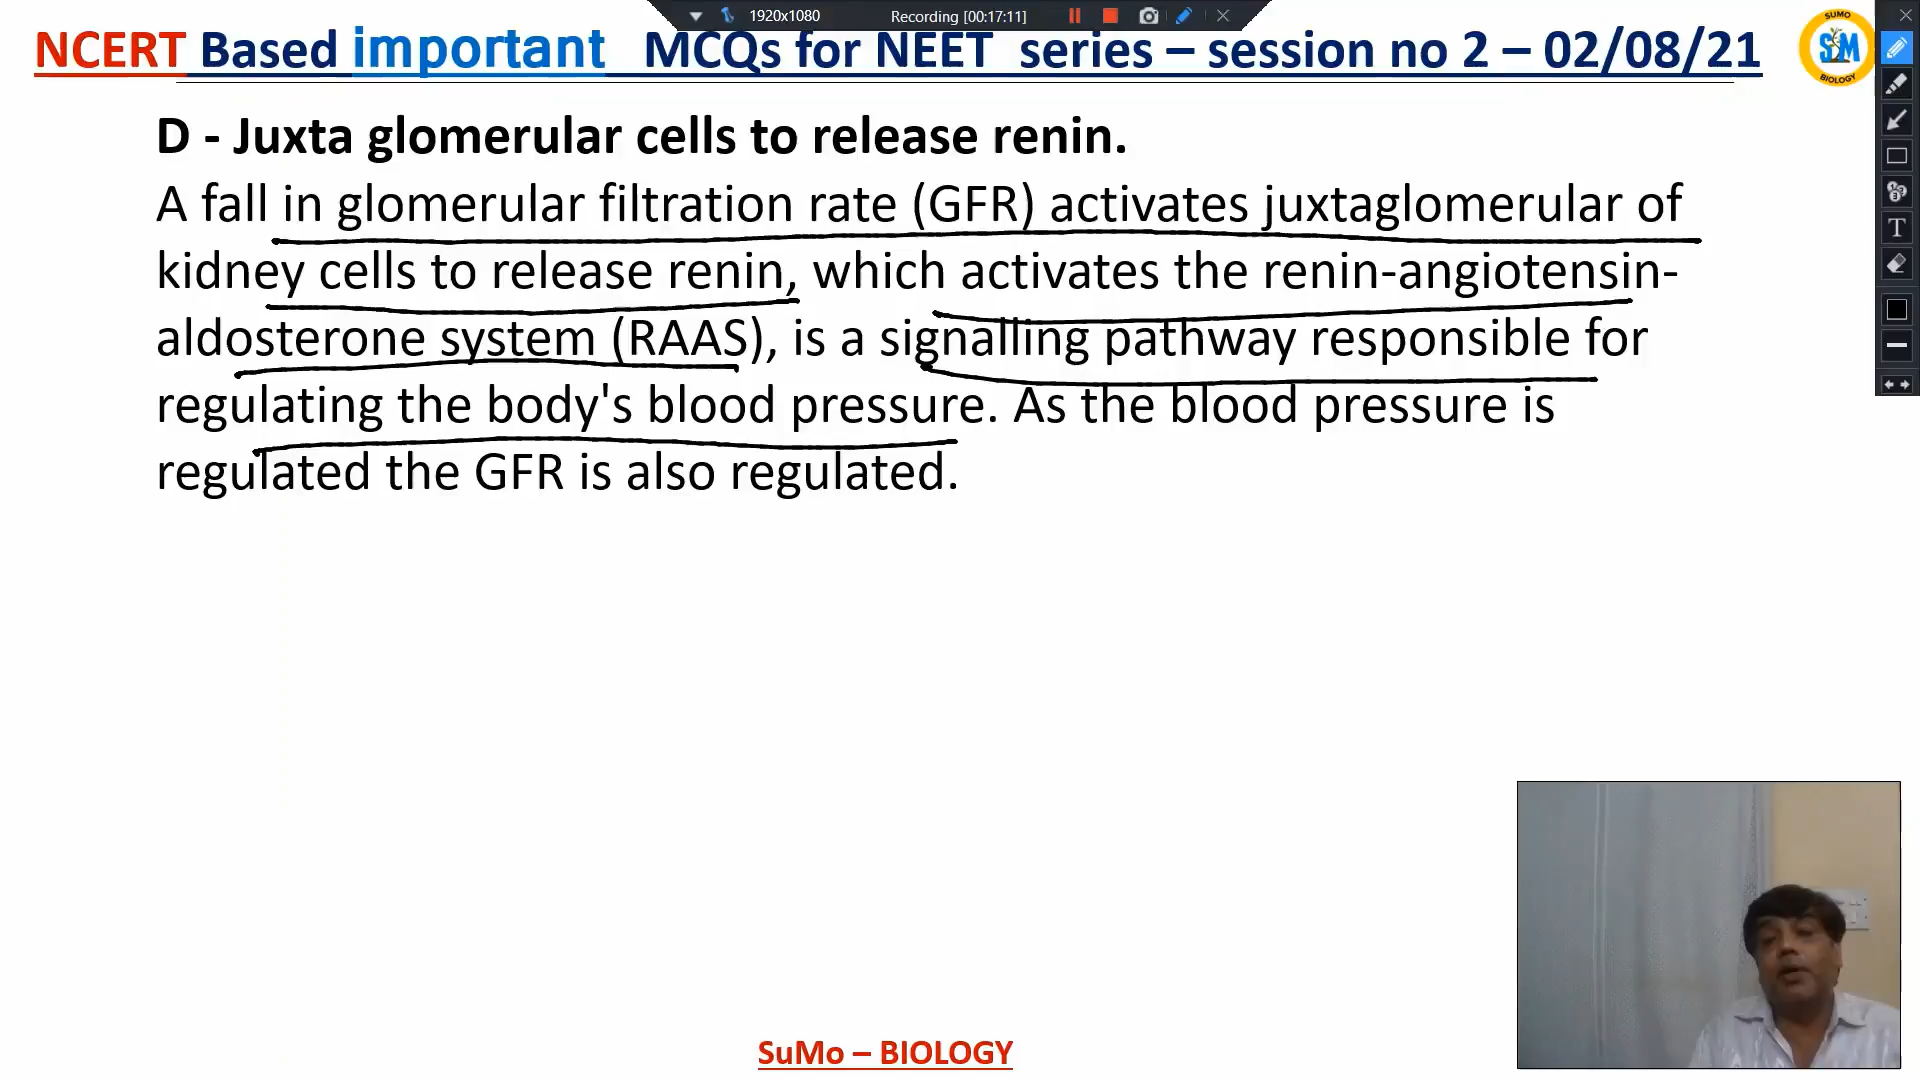 1920x1080 Recording [00:17:11]
NCERT Based important MCQs for NEET series – session no 2 – 02/08/21
SUMO
SM
BIOLOGY
D - Juxta glomerular cells to release renin.
A fall in glomerular filtration rate (GFR) activates juxtaglomerular of
kidney cells to release renin, which activates the renin-angiotensin-
aldosterone system (RAAS), is a signalling pathway responsible for
regulating the body's blood pressure. As the blood pressure is
regulated the GFR is also regulated.
T
SuMo – BIOLOGY